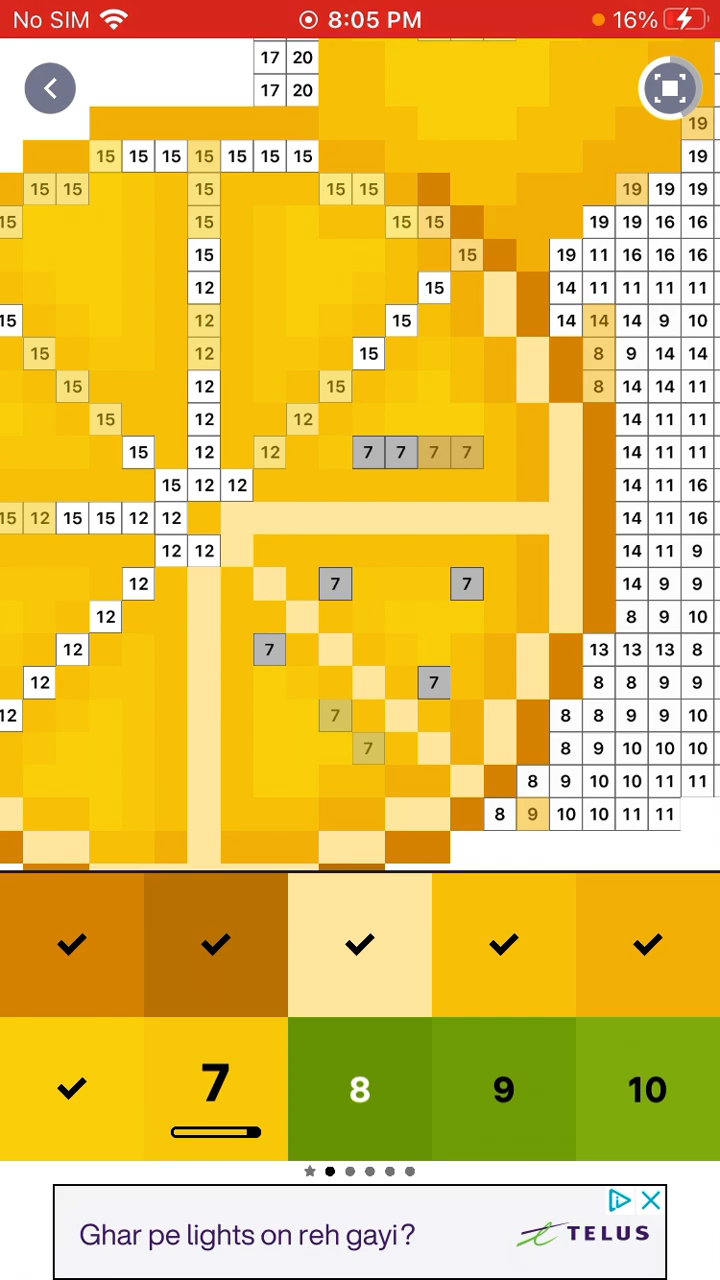 No SIM 8:05 PM 16%
17 20
17 20
19
15 15 15 15 15 15 15 19
15 15 15 15 15 19 19 19
15 15 15 15 19 19 16 16
15 15 19 11 16 16 16
12 15 14 11 11 11 11
15 12 15 14 14 14 9 10
15 12 15 8 9 14 14
15 12 15 8 14 14 11
15 12 12 14 11 11
15 12 12 7 7 7 7 14 11 11
15 12 12 14 11 16
15 12 15 15 12 12 14 11 16
12 12 14 11 9
12 7 7 14 9 9
12 8 9 10
12 7 13 13 13 8
12 7 8 8 9 9
12 7 8 8 9 9 10
7 8 9 10 10 10
8 9 10 10 11 11
8 9 10 10 11 11
7 8 9 10
Ghar pe lights on reh gayi? TELUS